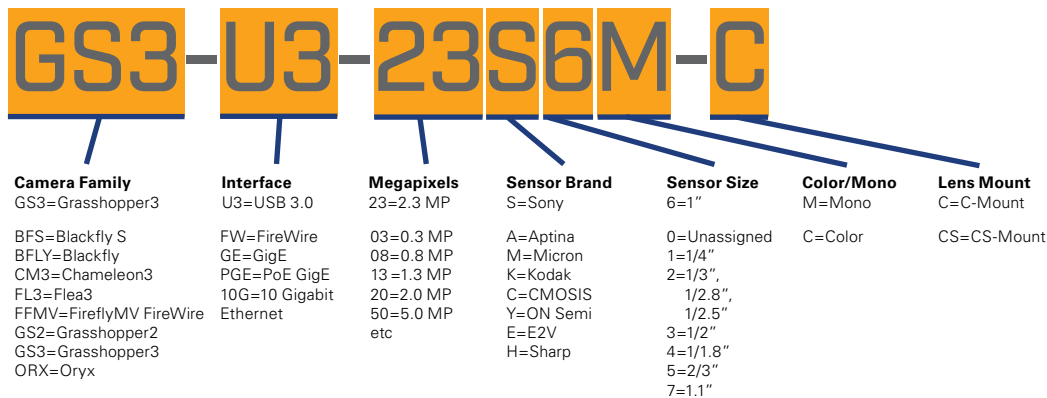 GS3-U3-23S6M-C
Camera Family
GS3=Grasshopper3
BFS=Blackfly S
BFLY=Blackfly
CM3=Chameleon3
FL3=Flea3
FFMV=FireflyMV FireWire
GS2=Grasshopper2
GS3=Grasshopper3
ORX=Oryx
Interface
U3=USB 3.0
FW=FireWire
GE=GigE
PGE=PoE GigE
10G=10 Gigabit
Ethernet
Megapixels
23=2.3 MP
03=0.3 MP
08=0.8 MP
13 =1.3 MP
20=2.0 MP
50=5.0 MP
etc
Sensor Brand
S=Sony
A=Aptina
M=Micron
K=Kodak
C=CMOSIS
Y=ON Semi
E=E2V
H=Sharp
Sensor Size
6=1”
0=Unassigned
1=1/4”
2=1/3”,
1/2.8”,
1/2.5”
3=1/2”
4=1/1.8”
5=2/3”
7=1.1”
Color/Mono
M=Mono
C=Color
Lens Mount
C=C-Mount
CS=CS-Mount